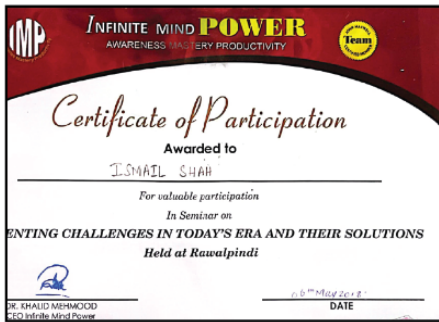 IMP
INFINITE MIND POWER
AWARENESS MASTERY PRODUCTIVITY
Team
Certificate of Participation
Awarded to
ISMAIL SHAH
For valuable participation
In Seminar on
ENTING CHALLENGES IN TODAY'S ERA AND THEIR SOLUTIONS
Held at Rawalpindi
DR. KHALID MEHMOOD
CEO Infinite Mind Power
DATE